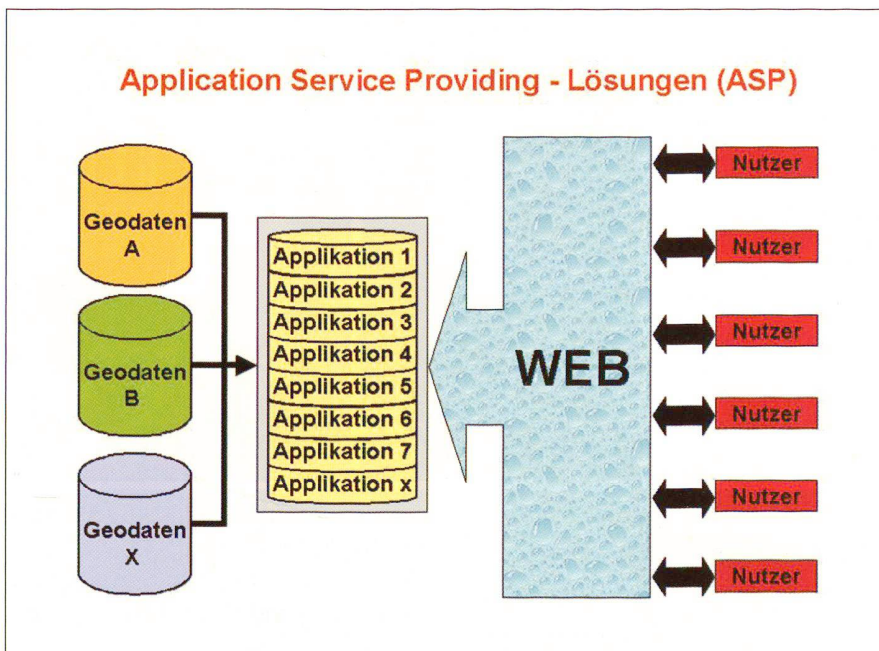 Application Service Providing - Lösungen (ASP)
Geodaten
A
Geodaten
B
Geodaten
X
Applikation 1
Applikation 2
Applikation 3
Applikation 4
Applikation 5
Applikation 6
Applikation 7
Applikation x
WEB
Nutzer
Nutzer
Nutzer
Nutzer
Nutzer
Nutzer